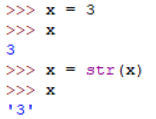 >>> x = 3
>>> x
3
>>> x = str(x)
>>> x
'3'